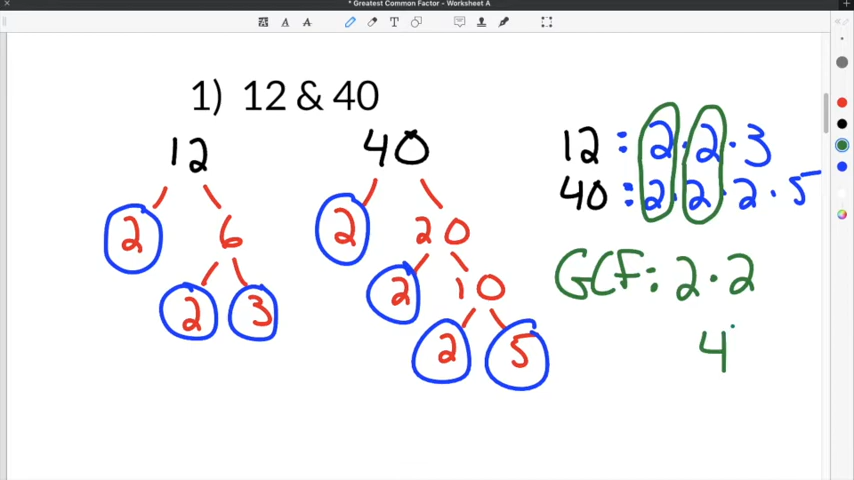 * Greatest Common Factor - Worksheet A
A A T
1) 12 & 40
12 40
2 6
2 3
2 20
2 10
2 5
12 : 2 · 2 · 3
40 : 2 · 2 · 2 · 5
GCF: 2 · 2
4